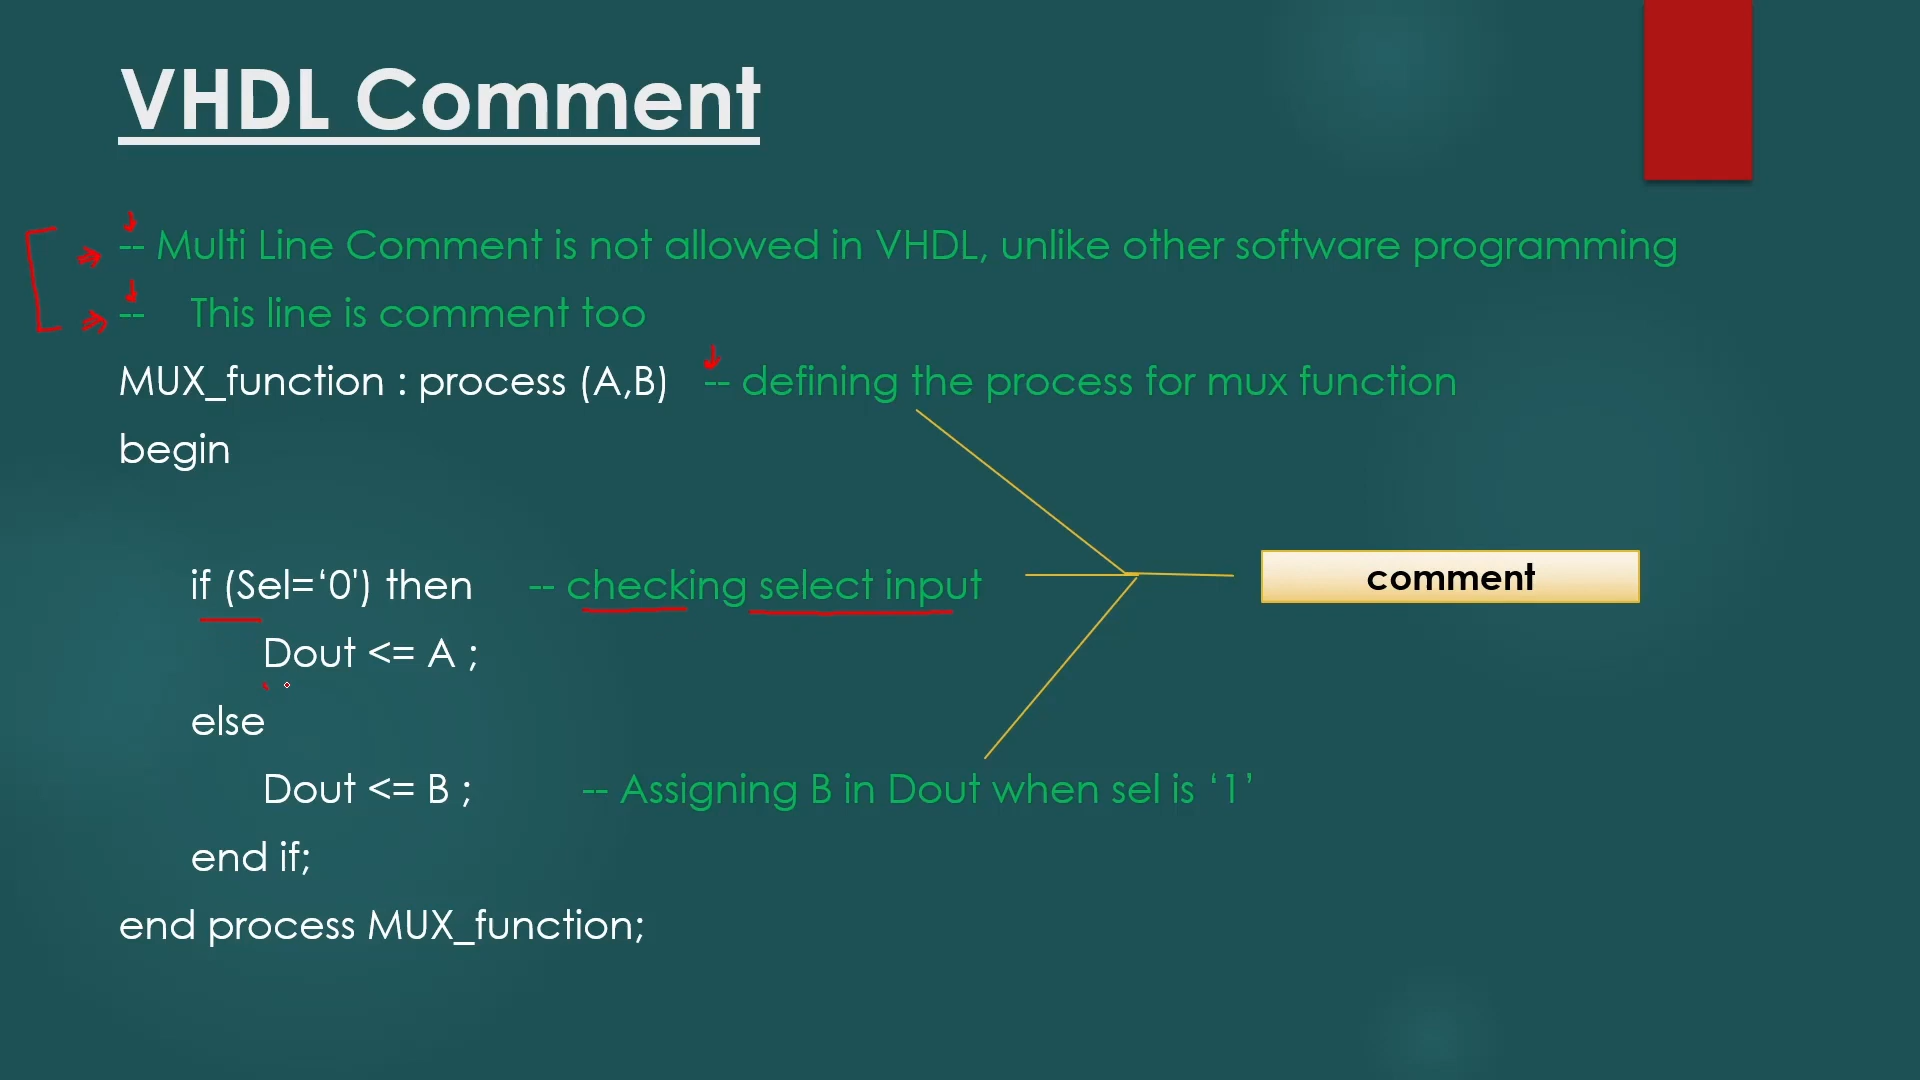 VHDL Comment
-- Multi Line Comment is not allowed in VHDL, unlike other software programming
-- This line is comment too
MUX_function : process (A,B) -- defining the process for mux function
begin
if (Sel=‘0') then -- checking select input
comment
Dout <= A ;
else
Dout <= B ; -- Assigning B in Dout when sel is ‘1’
end if;
end process MUX_function;